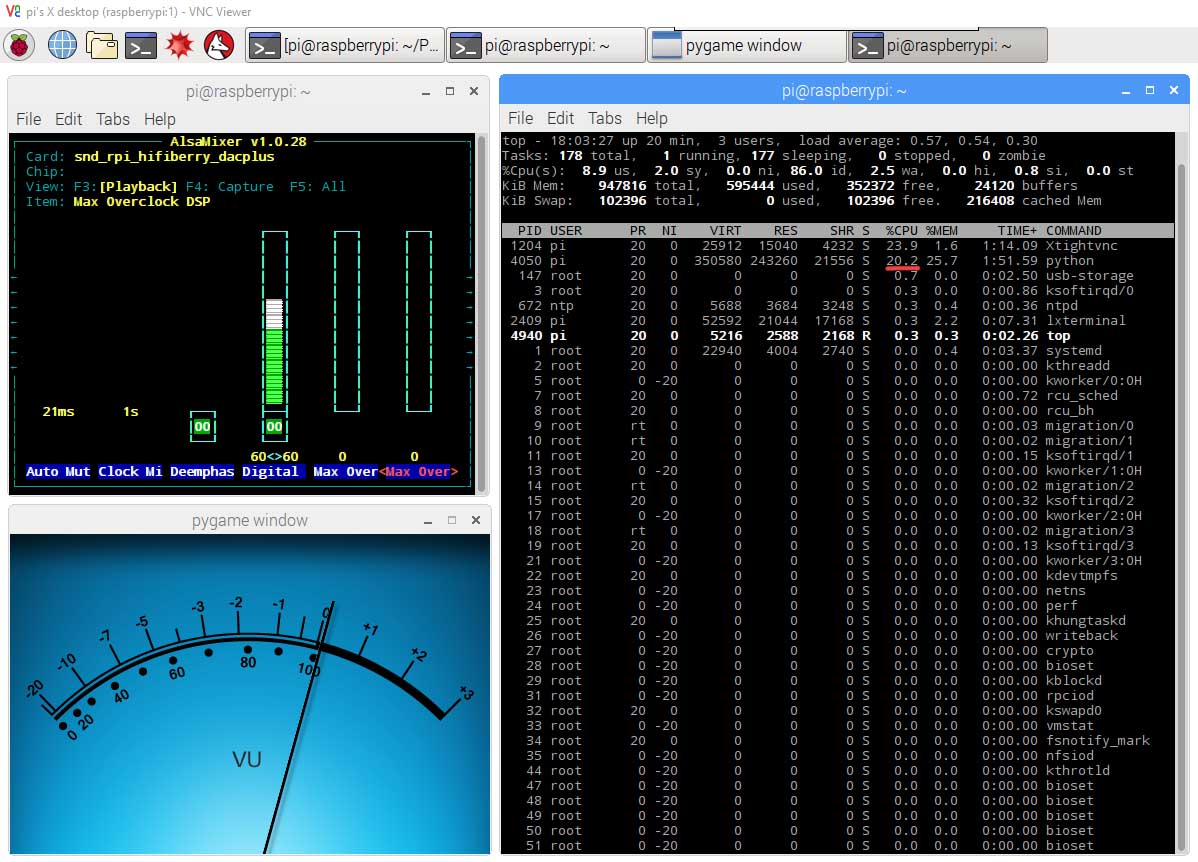 pi's X desktop (raspberrypi:1) - VNC Viewer
[pi@raspberrypi: ~/P... pi@raspberrypi: ~ pygame window pi@raspberrypi: ~
pi@raspberrypi: ~
File Edit Tabs Help
AlsaMixer v1.0.28
Card: snd_rpi_hifiberry_dacplus
Chip:
View: F3:[Playback] F4: Capture F5: All
Item: Max Overclock DSP
21ms 1s
00 00
60<>60 0 0
Auto Mut Clock Mi Deemphas Digital Max Over <Max Over>
pygame window
-20 -10 -7 -5 -3 -2 -1 0 +1 +2 +3
0 20 40 60 80 100
VU
pi@raspberrypi: ~
File Edit Tabs Help
top - 18:03:27 up 20 min, 3 users, load average: 0.57, 0.54, 0.30
Tasks: 178 total, 1 running, 177 sleeping, 0 stopped, 0 zombie
%Cpu(s): 8.9 us, 2.0 sy, 0.0 ni, 86.0 id, 2.5 wa, 0.0 hi, 0.8 si, 0.0 st
KiB Mem: 947816 total, 595444 used, 352372 free, 24120 buffers
KiB Swap: 102396 total, 0 used, 102396 free. 216408 cached Mem
PID USER PR NI VIRT RES SHR S %CPU %MEM TIME+ COMMAND
1204 pi 20 0 25912 15040 4232 S 23.9 1.6 1:14.09 Xtightvnc
4050 pi 20 0 350580 243260 21556 S 20.2 25.7 1:51.59 python
147 root 20 0 0 0 0 S 0.7 0.0 0:02.50 usb-storage
3 root 20 0 0 0 0 S 0.3 0.0 0:00.86 ksoftirqd/0
672 ntp 20 0 5688 3684 3248 S 0.3 0.4 0:00.36 ntpd
2409 pi 20 0 52592 21044 17168 S 0.3 2.2 0:07.31 lxterminal
4940 pi 20 0 5216 2588 2168 R 0.3 0.3 0:02.26 top
1 root 20 0 22940 4004 2740 S 0.0 0.4 0:03.37 systemd
2 root 20 0 0 0 0 S 0.0 0.0 0:00.00 kthreadd
5 root 0 -20 0 0 0 S 0.0 0.0 0:00.00 kworker/0:0H
7 root 20 0 0 0 0 S 0.0 0.0 0:00.72 rcu_sched
8 root 20 0 0 0 0 S 0.0 0.0 0:00.00 rcu_bh
9 root rt 0 0 0 0 S 0.0 0.0 0:00.03 migration/0
10 root rt 0 0 0 0 S 0.0 0.0 0:00.02 migration/1
11 root 20 0 0 0 0 S 0.0 0.0 0:00.15 ksoftirqd/1
13 root 0 -20 0 0 0 S 0.0 0.0 0:00.00 kworker/1:0H
14 root rt 0 0 0 0 S 0.0 0.0 0:00.02 migration/2
15 root 20 0 0 0 0 S 0.0 0.0 0:00.32 ksoftirqd/2
17 root 0 -20 0 0 0 S 0.0 0.0 0:00.00 kworker/2:0H
18 root rt 0 0 0 0 S 0.0 0.0 0:00.02 migration/3
19 root 20 0 0 0 0 S 0.0 0.0 0:00.13 ksoftirqd/3
21 root 0 -20 0 0 0 S 0.0 0.0 0:00.00 kworker/3:0H
22 root 20 0 0 0 0 S 0.0 0.0 0:00.00 kdevtmpfs
23 root 0 -20 0 0 0 S 0.0 0.0 0:00.00 netns
24 root 0 -20 0 0 0 S 0.0 0.0 0:00.00 perf
25 root 20 0 0 0 0 S 0.0 0.0 0:00.00 khungtaskd
26 root 0 -20 0 0 0 S 0.0 0.0 0:00.00 writeback
27 root 0 -20 0 0 0 S 0.0 0.0 0:00.00 crypto
28 root 0 -20 0 0 0 S 0.0 0.0 0:00.00 bioset
29 root 0 -20 0 0 0 S 0.0 0.0 0:00.00 kblockd
31 root 0 -20 0 0 0 S 0.0 0.0 0:00.00 rpciod
32 root 20 0 0 0 0 S 0.0 0.0 0:00.00 kswapd0
33 root 0 -20 0 0 0 S 0.0 0.0 0:00.00 vmstat
34 root 20 0 0 0 0 S 0.0 0.0 0:00.00 fsnotify_mark
35 root 0 -20 0 0 0 S 0.0 0.0 0:00.00 nfsiod
44 root 0 -20 0 0 0 S 0.0 0.0 0:00.00 kthrotld
47 root 0 -20 0 0 0 S 0.0 0.0 0:00.00 bioset
48 root 0 -20 0 0 0 S 0.0 0.0 0:00.00 bioset
49 root 0 -20 0 0 0 S 0.0 0.0 0:00.00 bioset
50 root 0 -20 0 0 0 S 0.0 0.0 0:00.00 bioset
51 root 0 -20 0 0 0 S 0.0 0.0 0:00.00 bioset